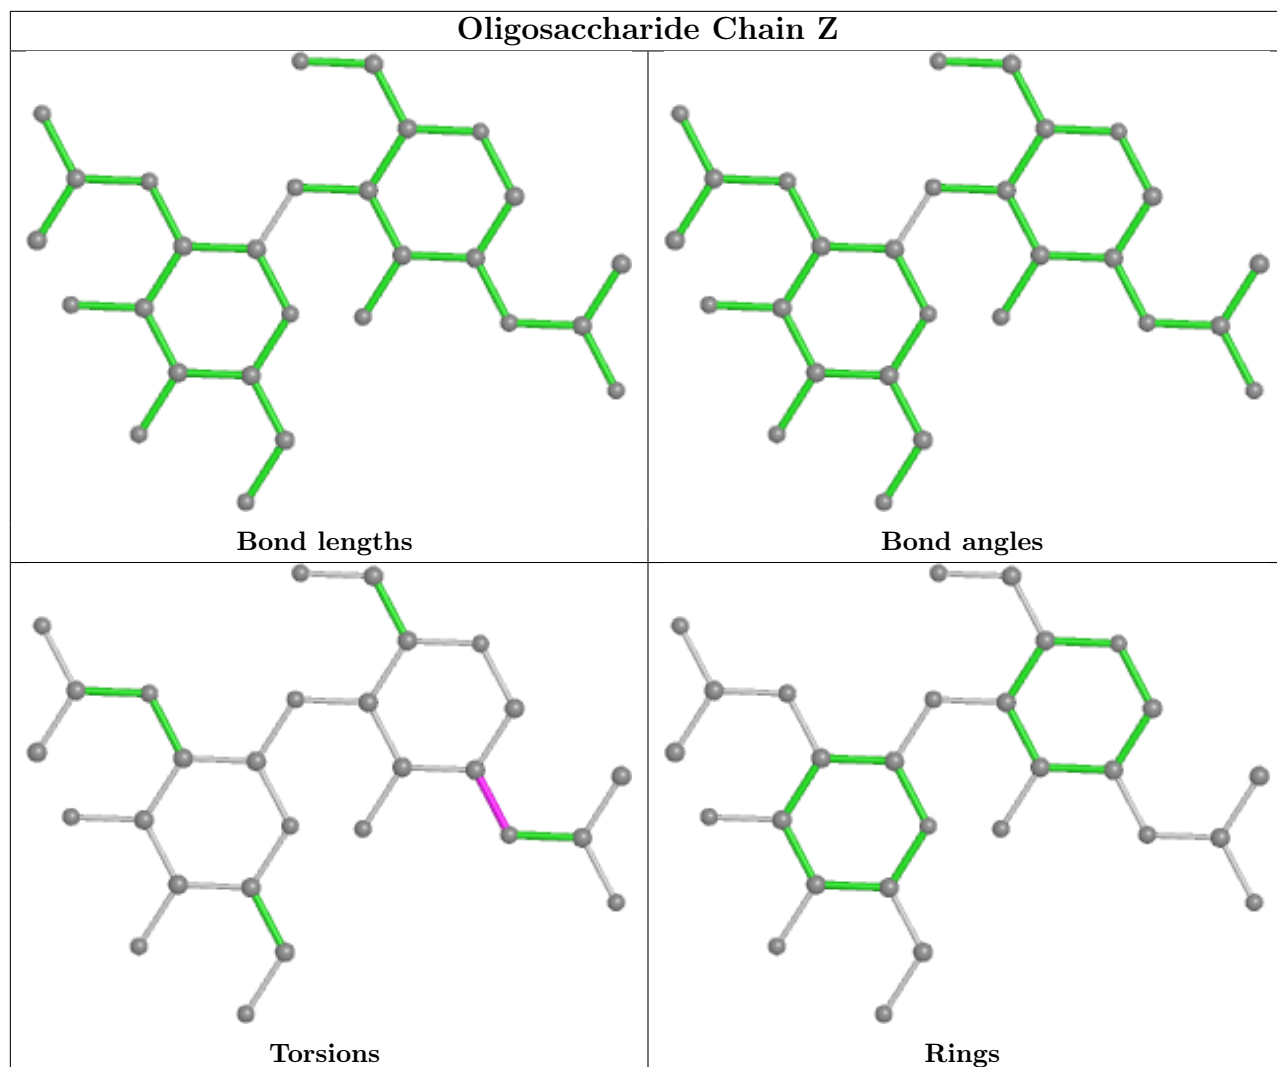 Oligosaccharide Chain Z
Bond lengths
Bond angles
Torsions
Rings